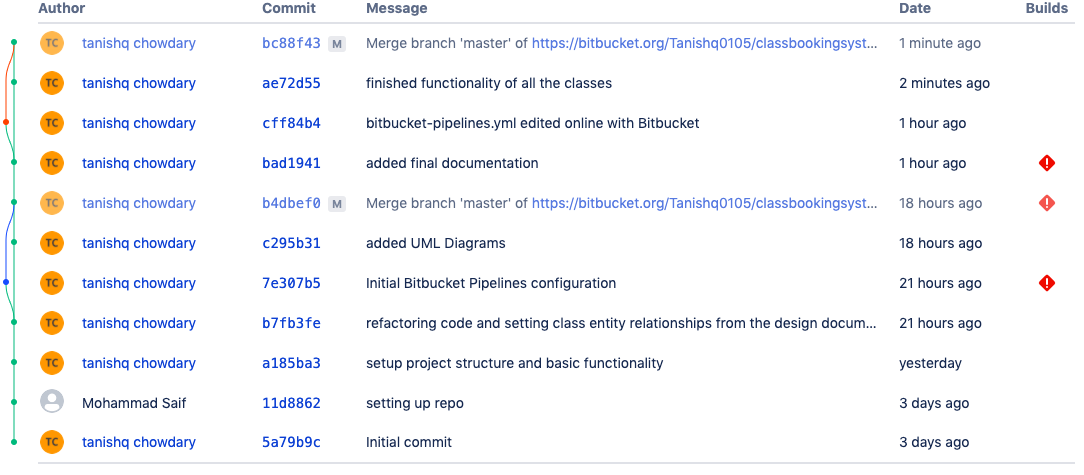 Author Commit Message Date Builds
TC tanishq chowdary bc88f43 M Merge branch 'master' of https://bitbucket.org/Tanishq0105/classbookingsyst... 1 minute ago
TC tanishq chowdary ae72d55 finished functionality of all the classes 2 minutes ago
TC tanishq chowdary cff84b4 bitbucket-pipelines.yml edited online with Bitbucket 1 hour ago
TC tanishq chowdary bad1941 added final documentation 1 hour ago
TC tanishq chowdary b4dbef0 M Merge branch 'master' of https://bitbucket.org/Tanishq0105/classbookingsyst... 18 hours ago
TC tanishq chowdary c295b31 added UML Diagrams 18 hours ago
TC tanishq chowdary 7e307b5 Initial Bitbucket Pipelines configuration 21 hours ago
TC tanishq chowdary b7fb3fe refactoring code and setting class entity relationships from the design docum... 21 hours ago
TC tanishq chowdary a185ba3 setup project structure and basic functionality yesterday
Mohammad Saif 11d8862 setting up repo 3 days ago
TC tanishq chowdary 5a79b9c Initial commit 3 days ago